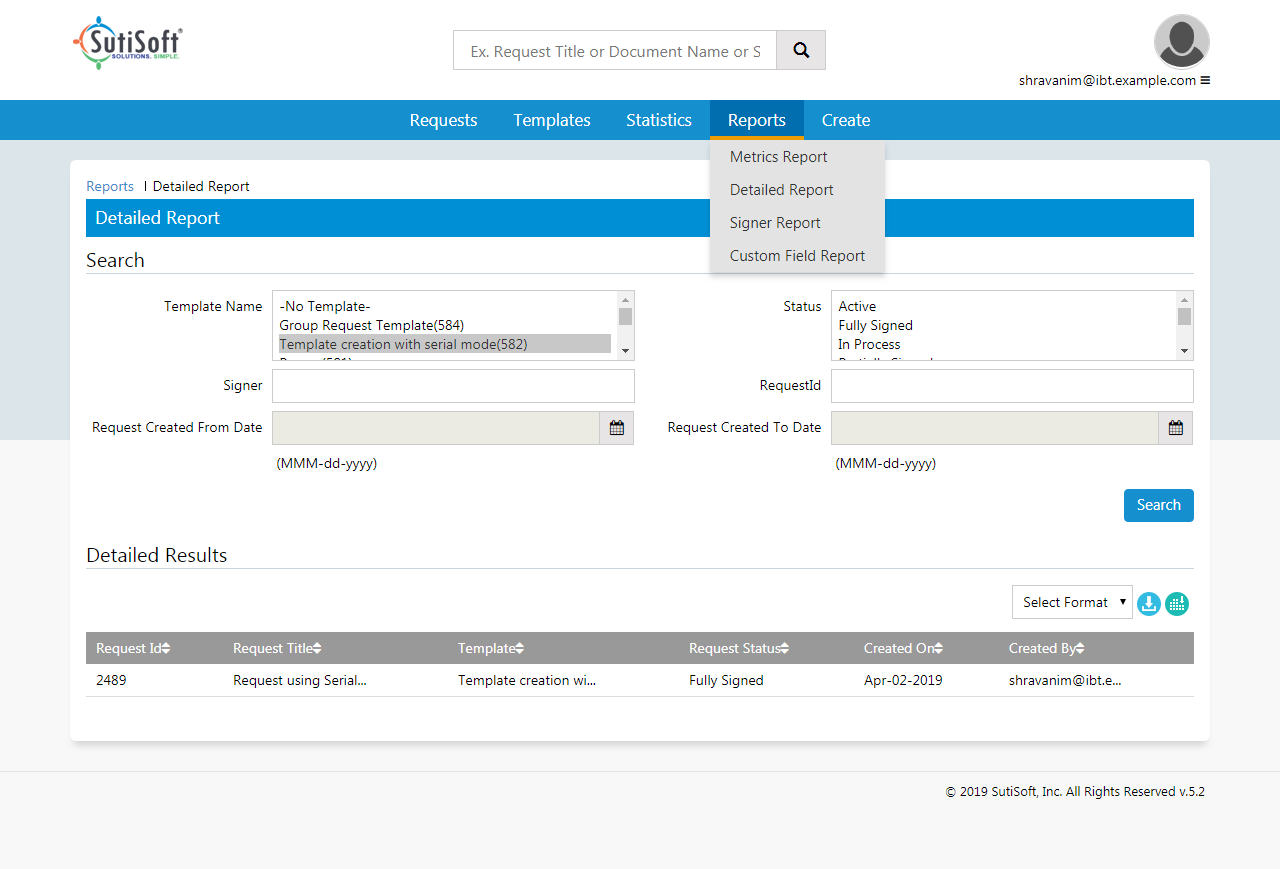 SutiSoft®
SOLUTIONS. SIMPLE.
Ex. Request Title or Document Name or S
shravanim@ibt.example.com
Requests Templates Statistics Reports Create
Metrics Report
Detailed Report
Signer Report
Custom Field Report
Reports | Detailed Report
Detailed Report
Search
Template Name
-No Template-
Group Request Template(584)
Template creation with serial mode(582)
Status
Active
Fully Signed
In Process
Signer
RequestId
Request Created From Date
Request Created To Date
(MMM-dd-yyyy)
(MMM-dd-yyyy)
Search
Detailed Results
Select Format
Request Id Request Title Template Request Status Created On Created By
2489 Request using Serial... Template creation wi... Fully Signed Apr-02-2019 shravanim@ibt.e...
© 2019 SutiSoft, Inc. All Rights Reserved v.5.2